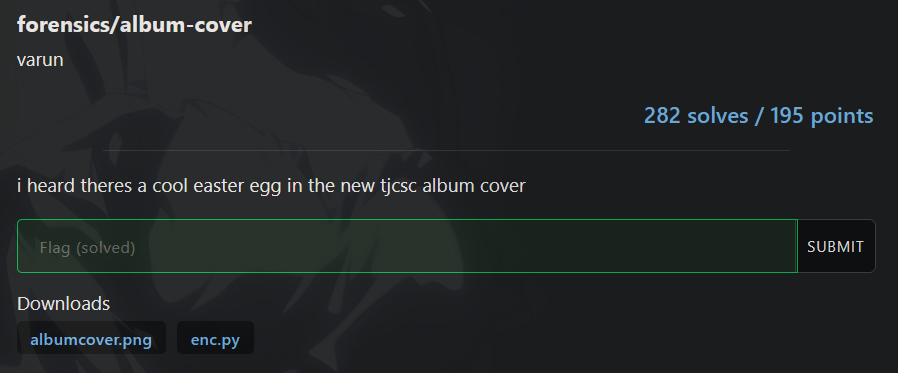 forensics/album-cover
varun
282 solves / 195 points
i heard theres a cool easter egg in the new tjcsc album cover
Flag (solved)
SUBMIT
Downloads
albumcover.png
enc.py